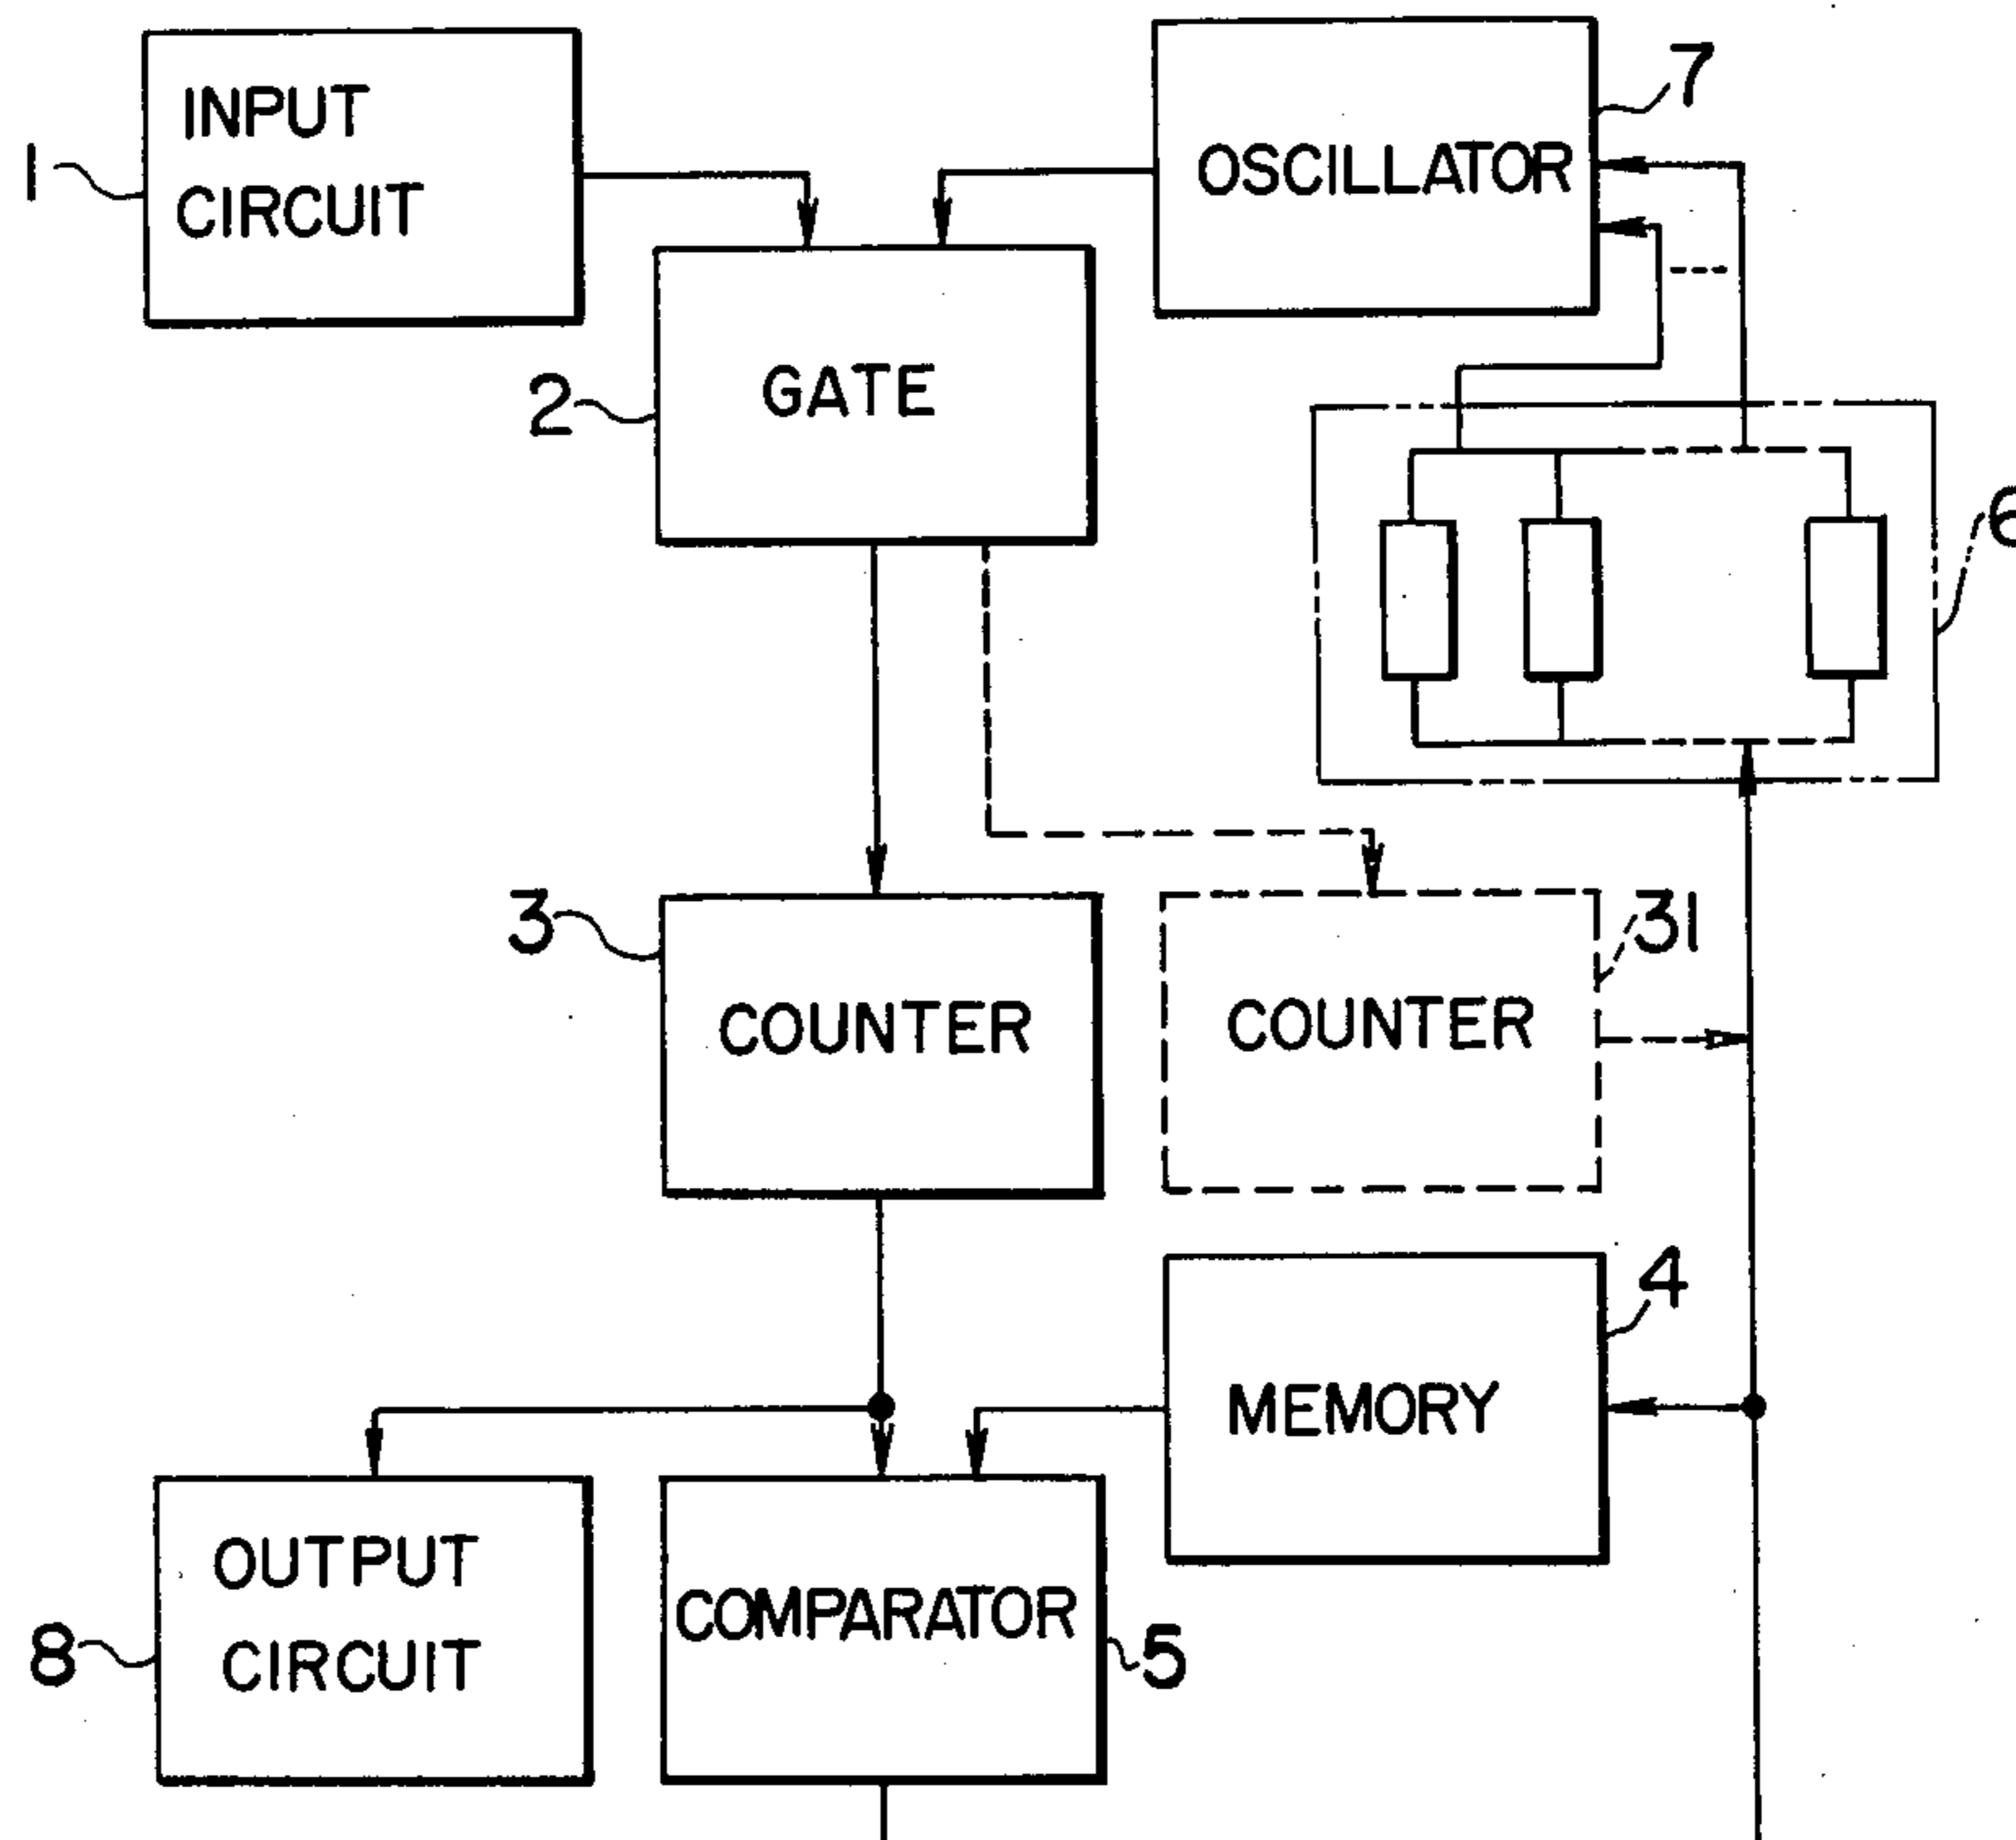 1
INPUT
CIRCUIT
OSCILLATOR
7
2
GATE
6
3
COUNTER
COUNTER
31
MEMORY
4
OUTPUT
CIRCUIT
8
COMPARATOR
5